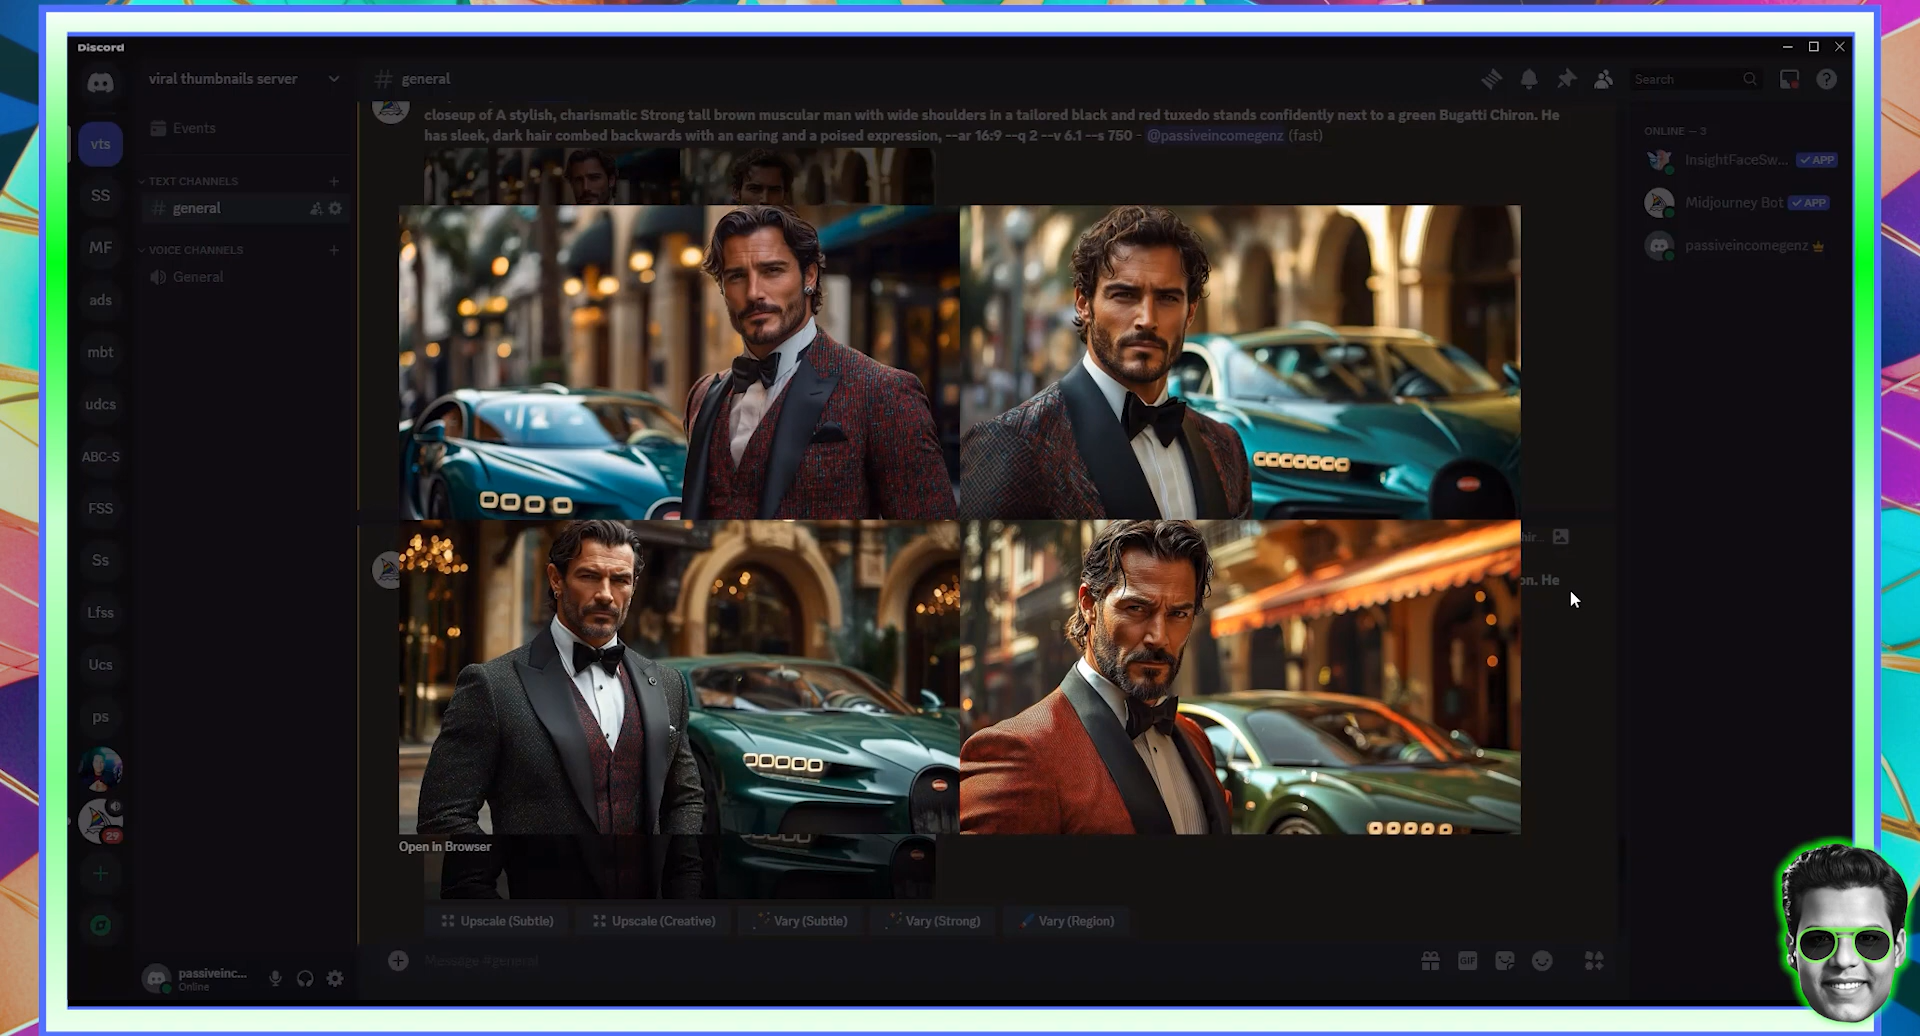 Discord
viral thumbnails server
general
Search
Events
TEXT CHANNELS
general
VOICE CHANNELS
General
vts
SS
MF
ads
mbt
udcs
ABC-S
FSS
Ss
Lfss
Ucs
ps
29
closeup of A stylish, charismatic Strong tall brown muscular man with wide shoulders in a tailored black and red tuxedo stands confidently next to a green Bugatti Chiron. He
has sleek, dark hair combed backwards with an earing and a poised expression, --ar 16:9 --q 2 --v 6.1 --s 750 - @passiveincomegenz (fast)
hir...
on. He
Open in Browser
Upscale (Subtle) Upscale (Creative) Vary (Subtle) Vary (Strong) Vary (Region)
Message #general
GIF
passiveinc...
Online
ONLINE — 3
InsightFaceSw... APP
Midjourney Bot APP
passiveincomegenz